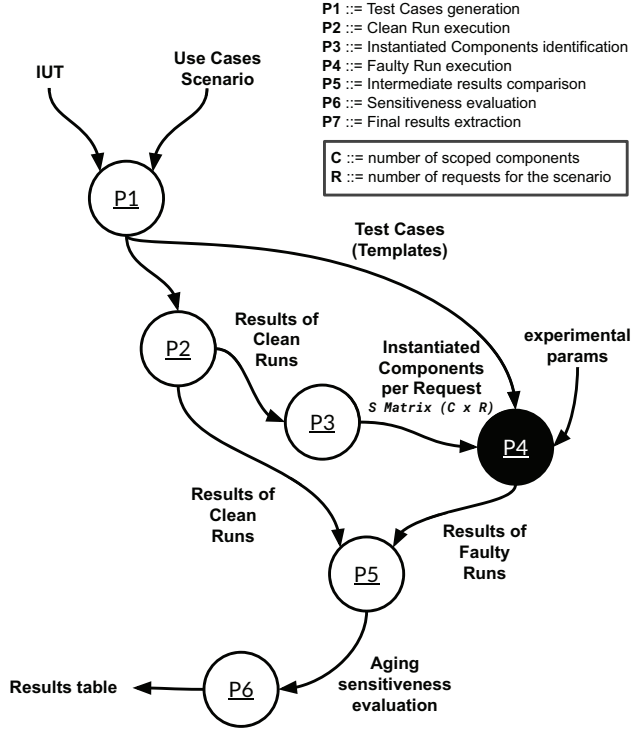 P1 ::= Test Cases generation
P2 ::= Clean Run execution
P3 ::= Instantiated Components identification
P4 ::= Faulty Run execution
P5 ::= Intermediate results comparison
P6 ::= Sensitiveness evaluation
P7 ::= Final results extraction
C ::= number of scoped components
R ::= number of requests for the scenario
IUT
Use Cases
Scenario
P1
Test Cases
(Templates)
P2
Results of
Clean
Runs
experimental
params
Instantiated
Components
per Request
S Matrix (C x R)
P3
P4
Results of
Clean
Runs
Results of
Faulty
Runs
P5
Aging
sensitiveness
evaluation
P6
Results table